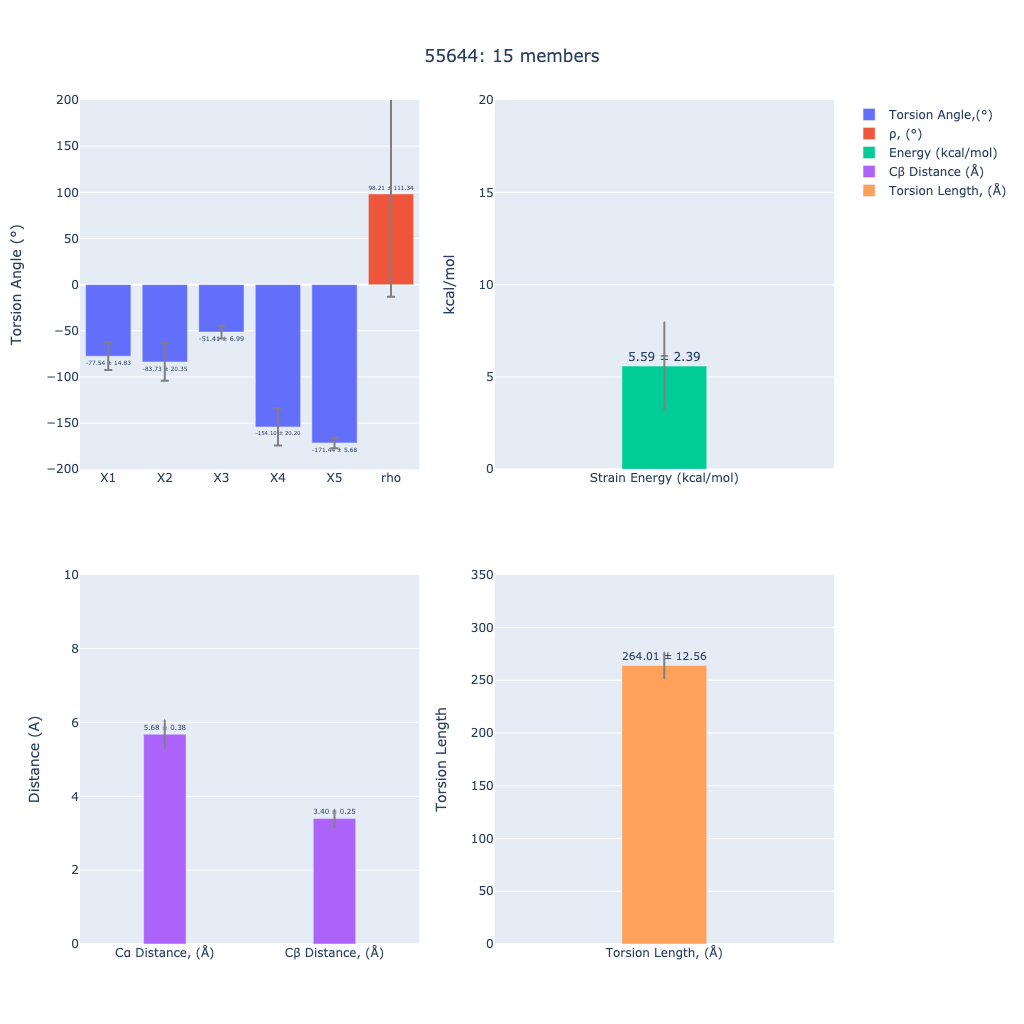 55644: 15 members
Torsion Angle (°)
200
150
100
50
0
−50
−100
−150
−200
98.21 ± 111.34
-77.54 ± 14.83
-83.73 ± 20.35
-51.41 ± 6.99
-154.10 ± 20.20
-171.44 ± 5.68
X1 X2 X3 X4 X5 rho
kcal/mol
20
15
10
5
0
5.59 ± 2.39
Strain Energy (kcal/mol)
Torsion Angle,(°)
ρ, (°)
Energy (kcal/mol)
Cβ Distance (Å)
Torsion Length, (Å)
Distance (A)
10
8
6
4
2
0
5.68 ± 0.38
3.40 ± 0.25
Cα Distance, (Å) Cβ Distance, (Å)
Torsion Length
350
300
250
200
150
100
50
0
264.01 ± 12.56
Torsion Length, (Å)